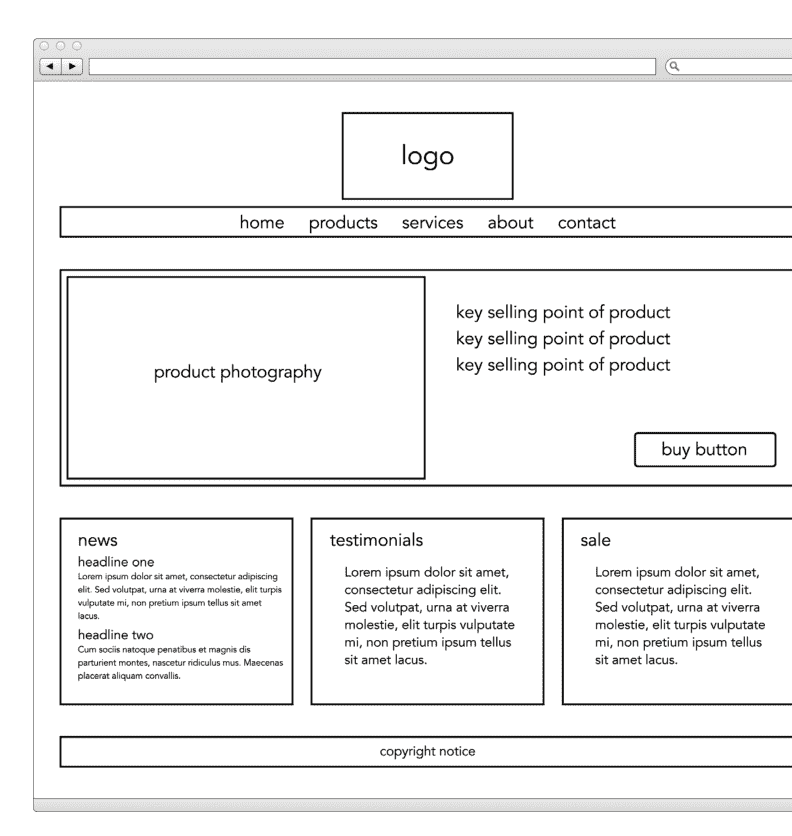 logo
home products services about contact
product photography
key selling point of product
key selling point of product
key selling point of product
buy button
news
headline one
Lorem ipsum dolor sit amet, consectetur adipiscing
elit. Sed volutpat, urna at viverra molestie, elit turpis
vulputate mi, non pretium ipsum tellus sit amet
lacus.
headline two
Cum sociis natoque penatibus et magnis dis
parturient montes, nascetur ridiculus mus. Maecenas
placerat aliquam convallis.
testimonials
Lorem ipsum dolor sit amet,
consectetur adipiscing elit.
Sed volutpat, urna at viverra
molestie, elit turpis vulputate
mi, non pretium ipsum tellus
sit amet lacus.
sale
Lorem ipsum dolor sit amet,
consectetur adipiscing elit.
Sed volutpat, urna at viverra
molestie, elit turpis vulputate
mi, non pretium ipsum tellus
sit amet lacus.
copyright notice